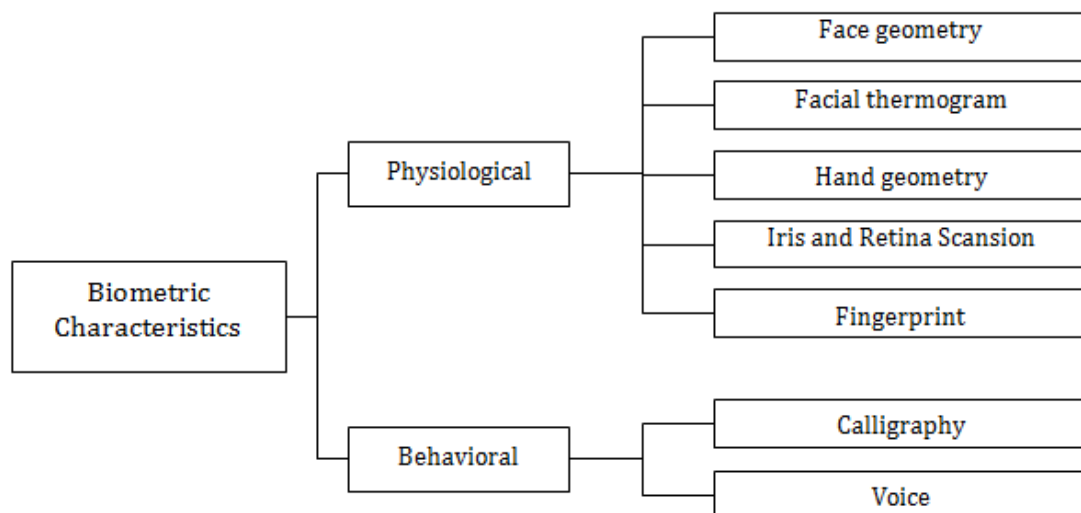 Face geometry
Facial thermogram
Physiological
Hand geometry
Iris and Retina Scansion
Biometric
Characteristics
Fingerprint
Calligraphy
Behavioral
Voice